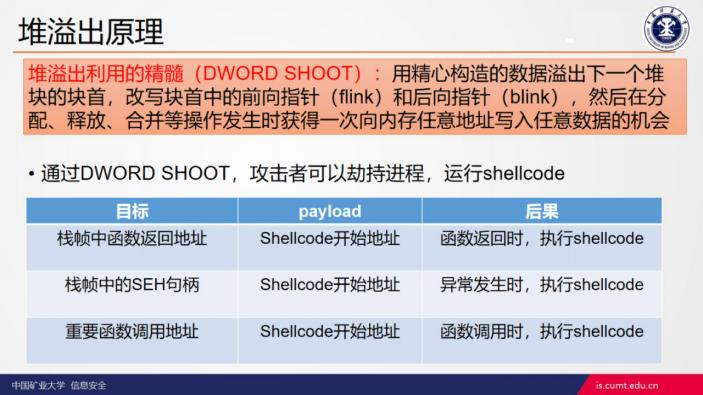 堆溢出原理
堆溢出利用的精髓（DWORD SHOOT）：用精心构造的数据溢出下一个堆
块的块首，改写块首中的前向指针（flink）和后向指针（blink），然后在分
配、释放、合并等操作发生时获得一次向内存任意地址写入任意数据的机会
• 通过DWORD SHOOT，攻击者可以劫持进程，运行shellcode
目标 payload 后果
栈帧中函数返回地址 Shellcode开始地址 函数返回时，执行shellcode
栈帧中的SEH句柄 Shellcode开始地址 异常发生时，执行shellcode
重要函数调用地址 Shellcode开始地址 函数调用时，执行shellcode
中国矿业大学 信息安全 is.cumt.edu.cn